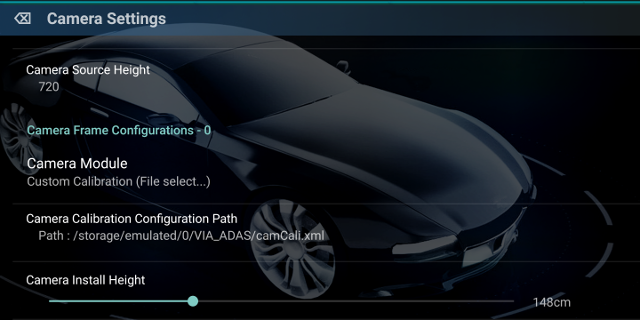 Camera Settings
Camera Source Height
720
Camera Frame Configurations - 0
Camera Module
Custom Calibration (File select...)
Camera Calibration Configuration Path
Path : /storage/emulated/0/VIA_ADAS/camCali.xml
Camera Install Height
148cm